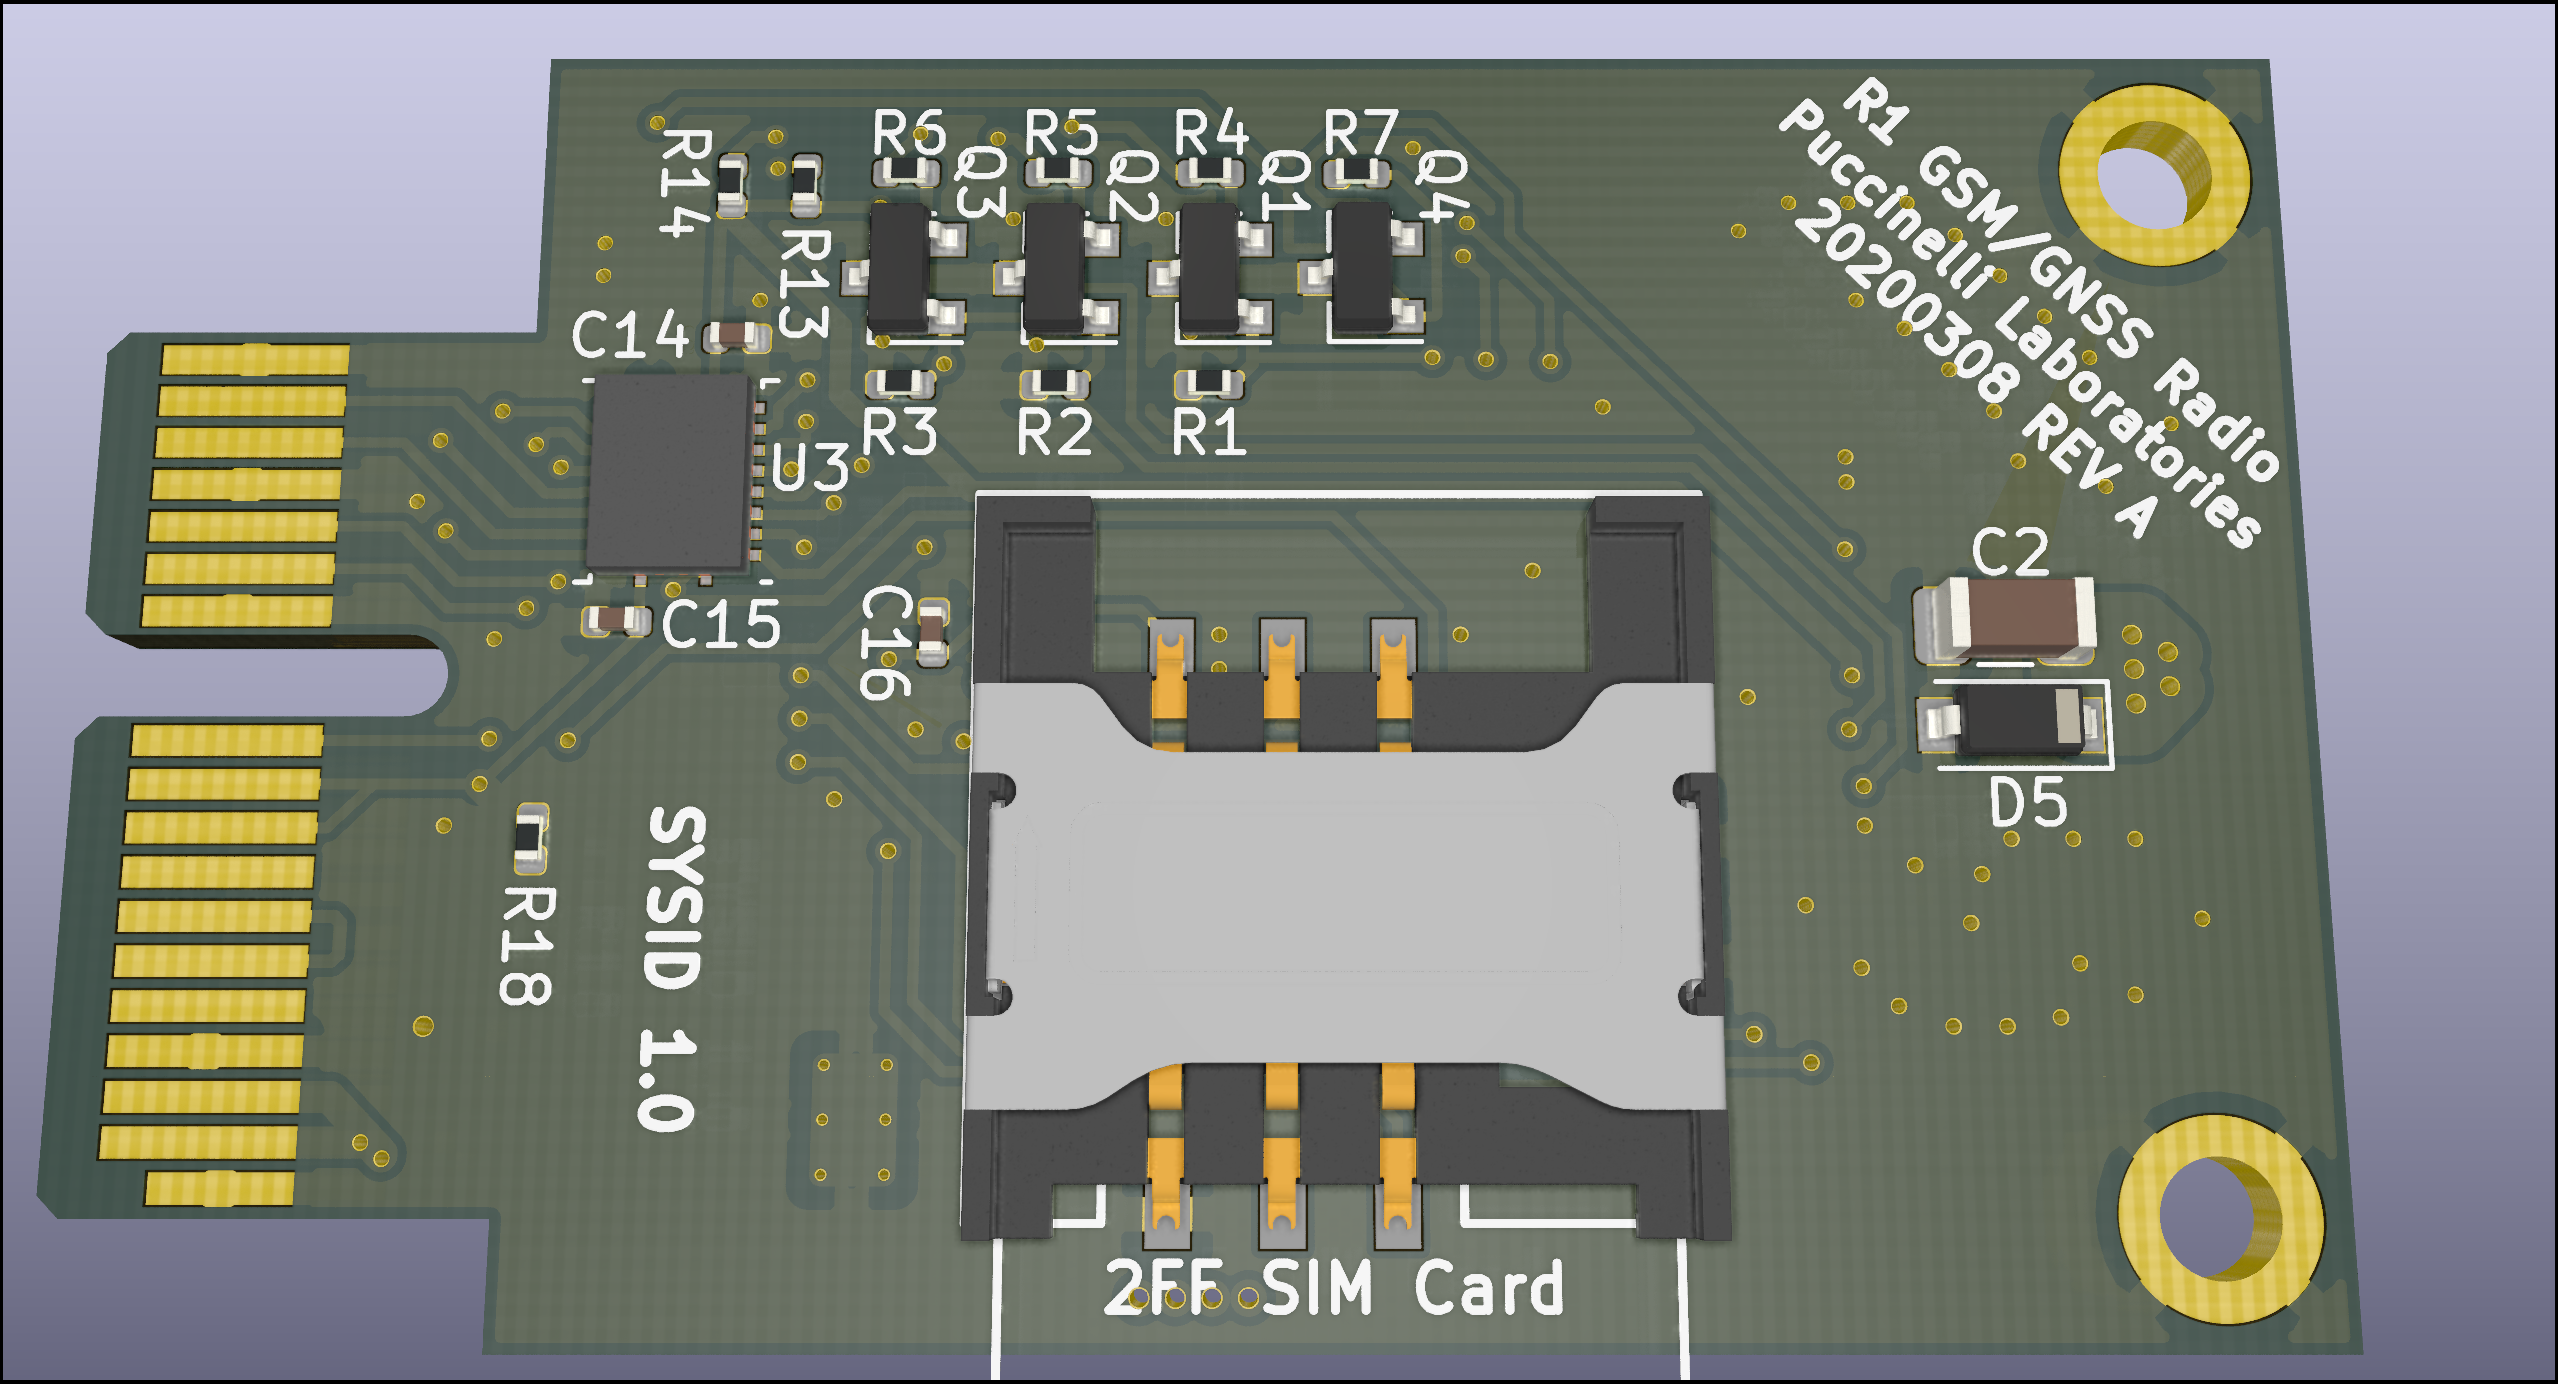 R6
R5
R4
R7
R14
Q3
Q2
Q1
Q4
R13
R1 GSM/GNSS Radio
Puccinelli Laboratories
20200308 REV A
C14
R3
R2
R1
U3
C2
C15
C16
D5
R18
SYSID 1.0
2FF SIM Card